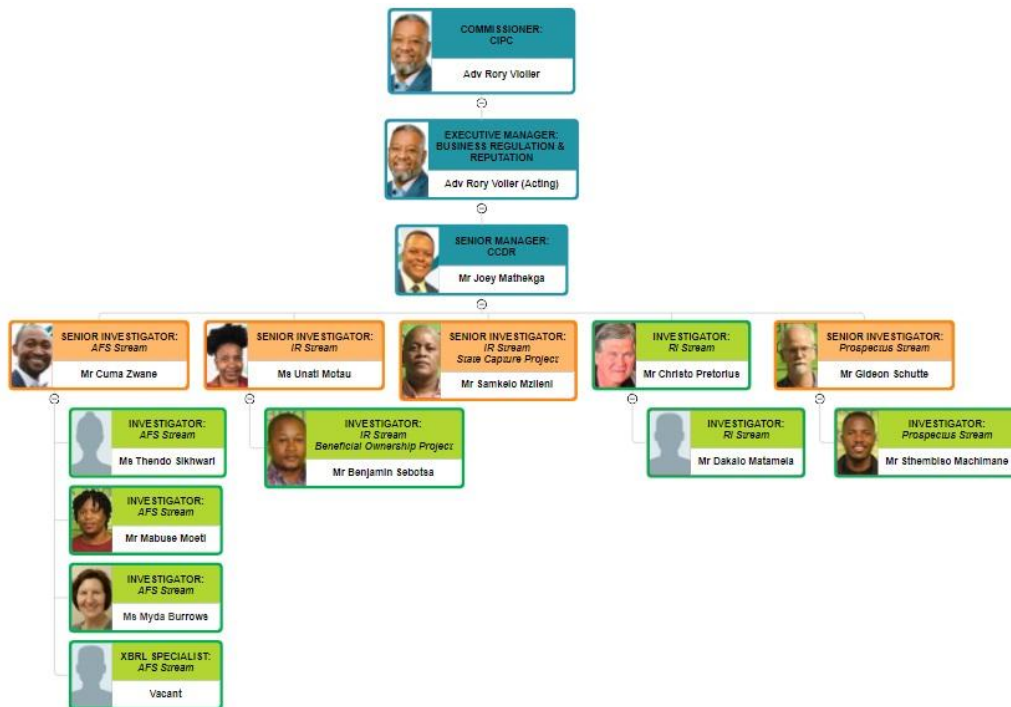 COMMISSIONER:
CIPC
Adv Rory Violler
EXECUTIVE MANAGER:
BUSINESS REGULATION &
REPUTATION
Adv Rory Voller (Acting)
SENIOR MANAGER:
CCDR
Mr Joey Mathekga
SENIOR INVESTIGATOR:
AFS Stream
Mr Cuma Zwane
SENIOR INVESTIGATOR:
IR Stream
Ms Unati Motau
SENIOR INVESTIGATOR:
IR Stream
State Capture Project
Mr Samkelo Mzileni
INVESTIGATOR:
RI Stream
Mr Christo Pretorius
SENIOR INVESTIGATOR:
Prospectus Stream
Mr Gideon Schutte
INVESTIGATOR:
AFS Stream
Ms Thendo Sikhwari
INVESTIGATOR:
IR Stream
Beneficial Ownership Project
Mr Benjamin Sebotsa
INVESTIGATOR:
RI Stream
Mr Dakalo Matamela
INVESTIGATOR:
Prospectus Stream
Mr Sthembiso Machimane
INVESTIGATOR:
AFS Stream
Mr Mabuse Moeti
INVESTIGATOR:
AFS Stream
Ms Myda Burrows
XBRL SPECIALIST:
AFS Stream
Vacant